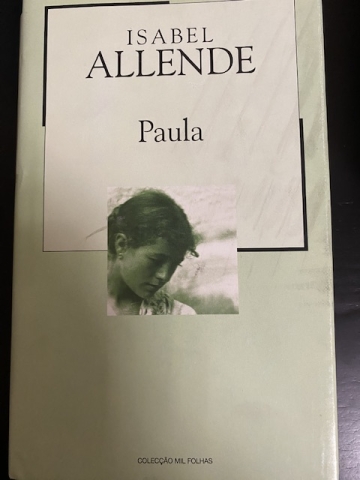 ISABEL
ALLENDE
Paula
COLECÇÃO MIL FOLHAS